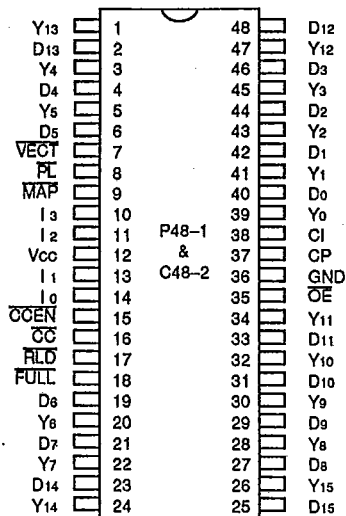 Y13 1 48 D12
D13 2 47 Y12
Y4 3 46 D3
D4 4 45 Y3
Y5 5 44 D2
D5 6 43 Y2
VECT 7 42 D1
PL 8 41 Y1
MAP 9 40 D0
I3 10 39 Y0
I2 11 P48–1 38 CI
Vcc 12 & 37 CP
I1 13 C48–2 36 GND
I0 14 35 OE
CCEN 15 34 Y11
CC 16 33 D11
RLD 17 32 Y10
FULL 18 31 D10
D6 19 30 Y9
Y6 20 29 D9
D7 21 28 Y8
Y7 22 27 D8
D14 23 26 Y15
Y14 24 25 D15